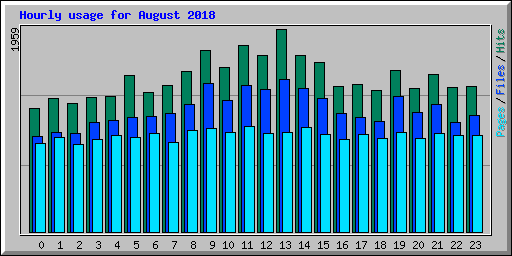 Hourly usage for August 2018
1959
Pages/Files/Hits
0 1 2 3 4 5 6 7 8 9 10 11 12 13 14 15 16 17 18 19 20 21 22 23